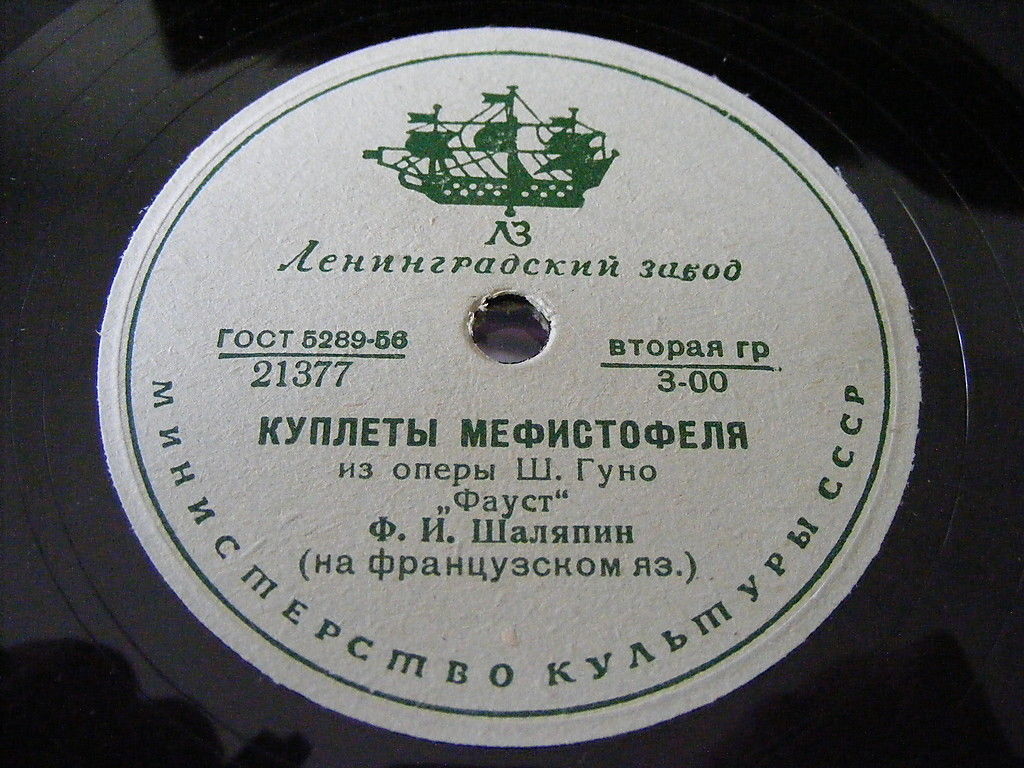 ЛЗ
Ленинградский завод
ГОСТ 5289-56
21377
вторая гр
3-00
КУПЛЕТЫ МЕФИСТОФЕЛЯ
из оперы Ш. Гуно
„Фауст“
Ф. И. Шаляпин
(на французском яз.)
МИНИСТЕРСТВО КУЛЬТУРЫ СССР